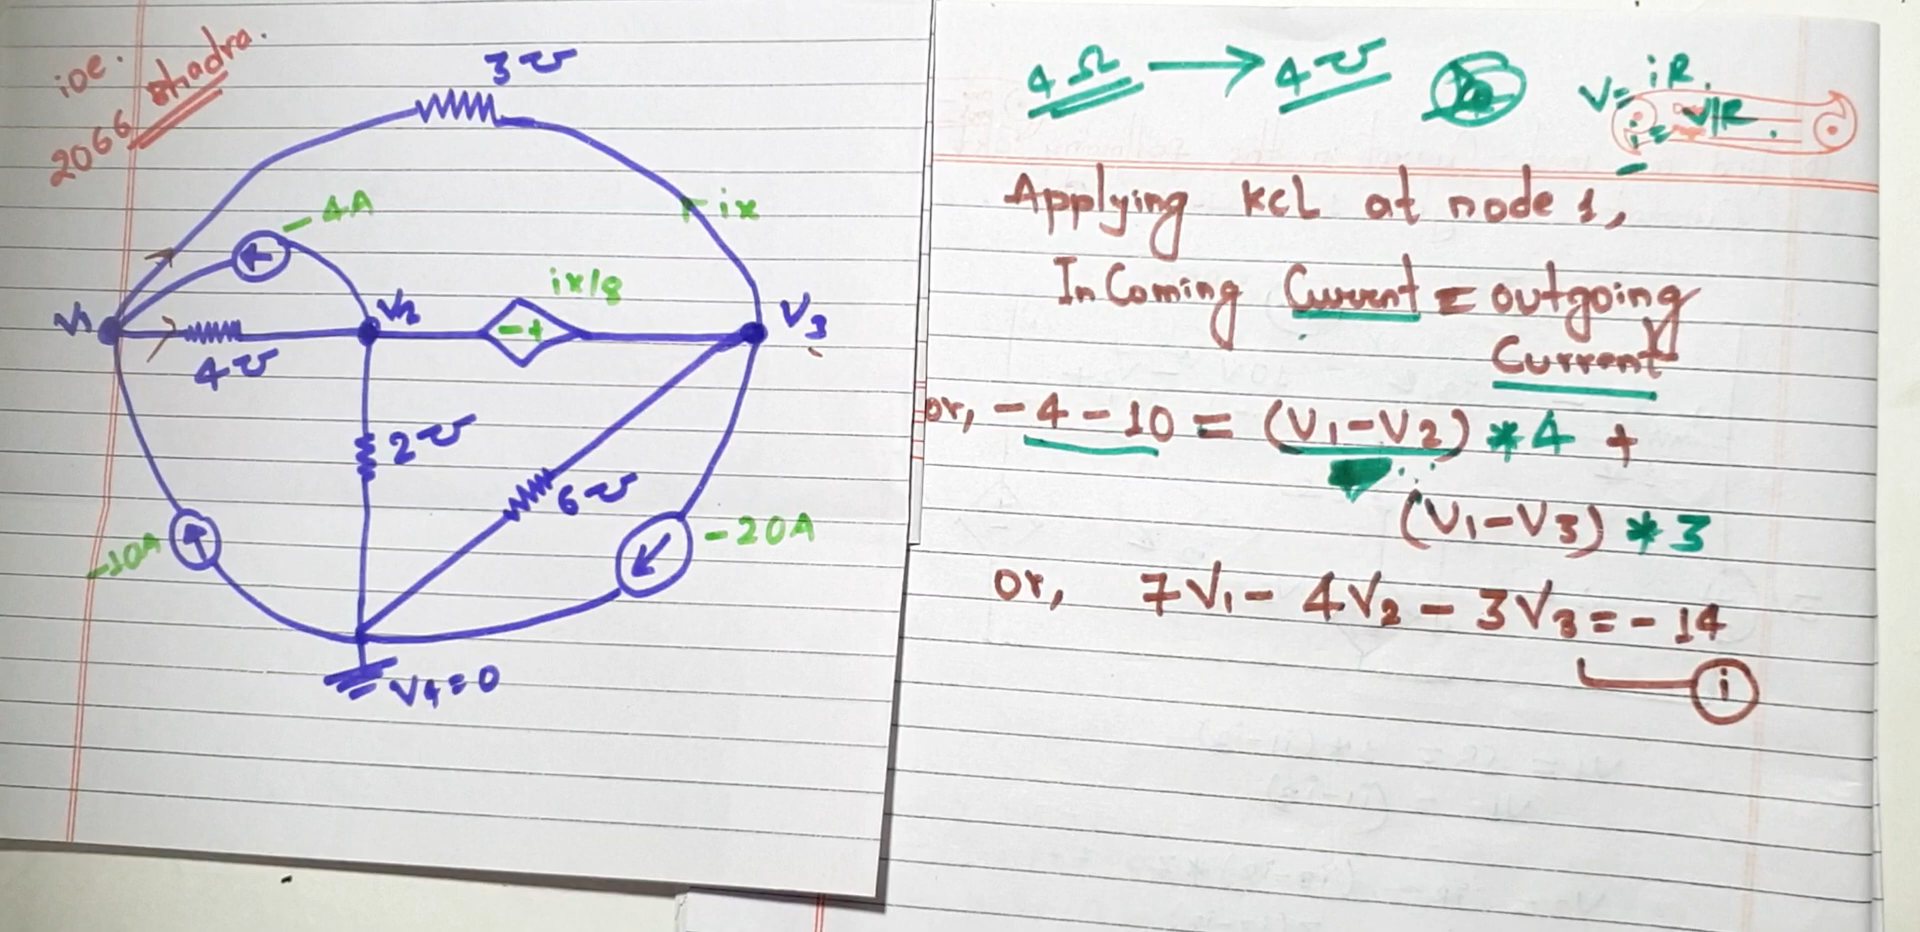 ioe.
2066 bhadra.
3℧
-4A
ix
ix/8
V1
V2
V3
- +
4℧
2℧
6℧
-10A
-20A
V4=0
4Ω → 4℧
V= iR.
i= V/R.
Applying KCL at node 1,
InComing Current = outgoing
Current
or, -4 -10 = (V1-V2) * 4 +
(V1-V3) * 3
or, 7V1 - 4V2 - 3V3 = -14
i